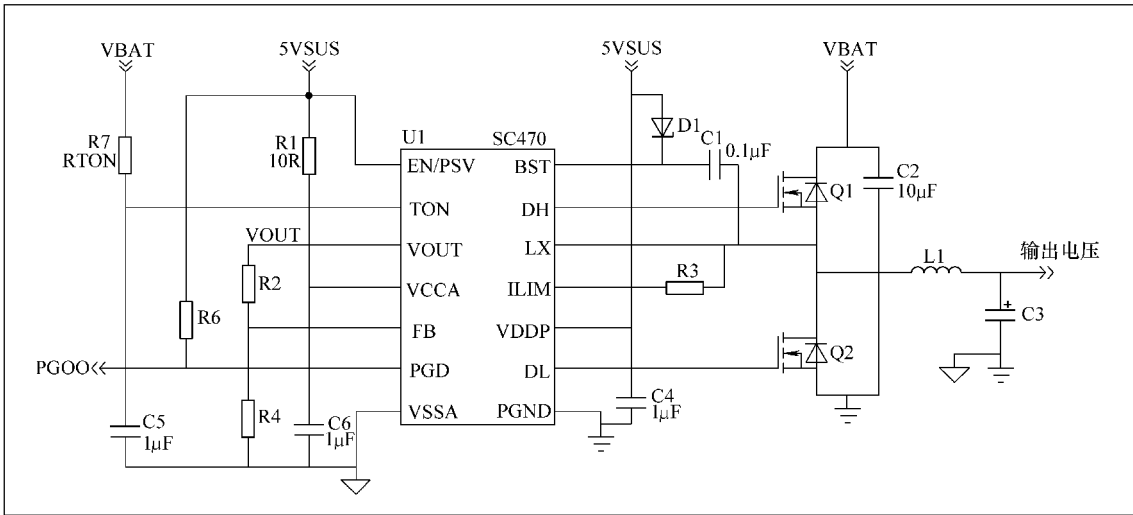 VBAT
5VSUS
5VSUS
VBAT
R7
RTON
R1
10R
U1
SC470
D1
C1
0.1μF
C2
10μF
EN/PSV
BST
Q1
TON
DH
VOUT
VOUT
LX
L1
输出电压
R2
VCCA
ILIM
R3
R6
C3
FB
VDDP
Q2
PGOO
PGD
DL
C5
1μF
R4
C6
1μF
VSSA
PGND
C4
1μF